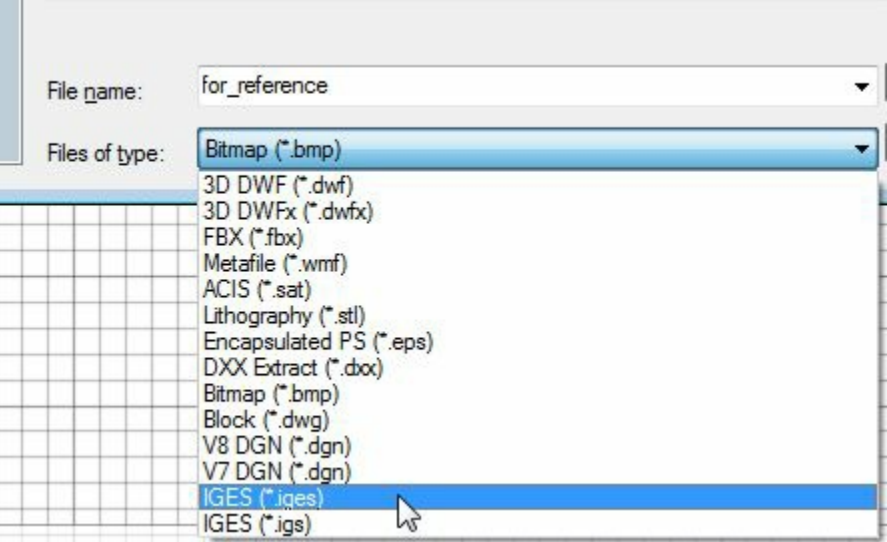 File name: for_reference
Files of type: Bitmap (*.bmp)
3D DWF (*.dwf)
3D DWFx (*.dwfx)
FBX (*.fbx)
Metafile (*.wmf)
ACIS (*.sat)
Lithography (*.stl)
Encapsulated PS (*.eps)
DXX Extract (*.dxx)
Bitmap (*.bmp)
Block (*.dwg)
V8 DGN (*.dgn)
V7 DGN (*.dgn)
IGES (*.iges)
IGES (*.igs)